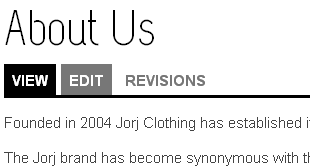 About Us
VIEW EDIT REVISIONS
Founded in 2004 Jorj Clothing has established
The Jorj brand has become synonymous with